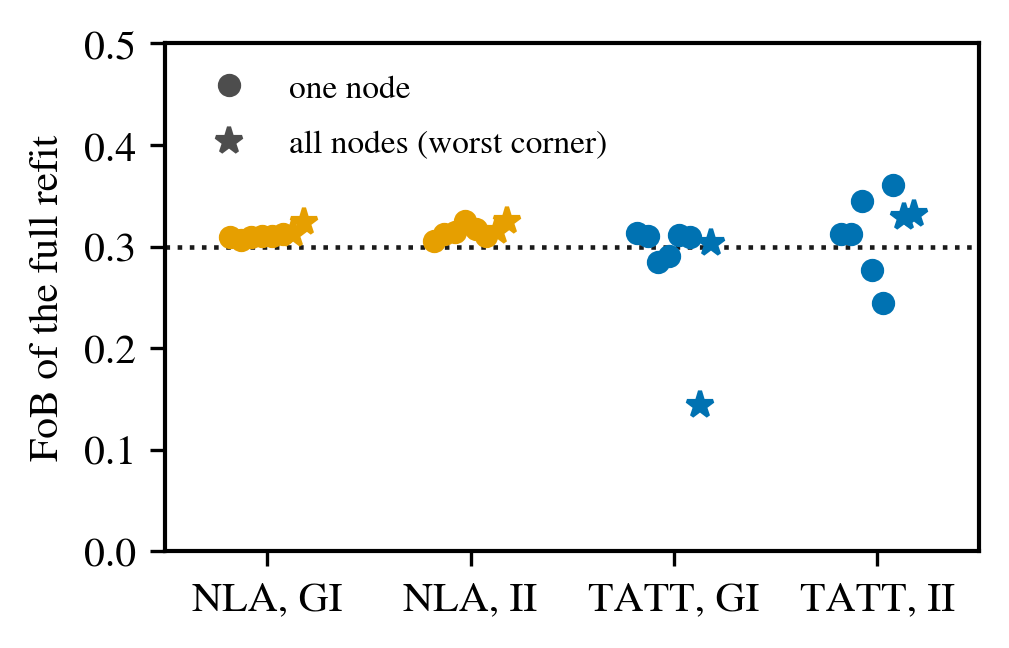 0.5
0.4
0.3
0.2
0.1
0.0
FoB of the full refit
one node
all nodes (worst corner)
NLA, GI
NLA, II
TATT, GI
TATT, II